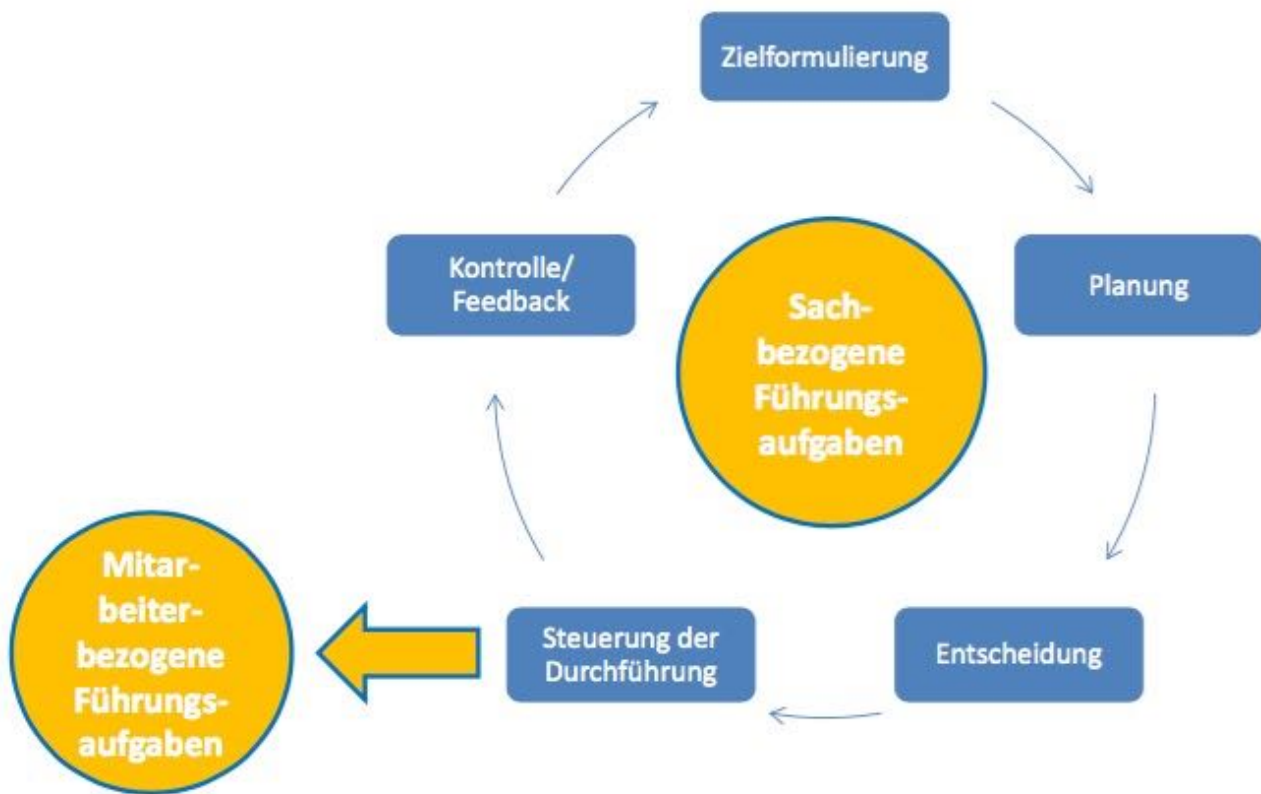 Zielformulierung
Kontrolle/
Feedback
Planung
Sach-
bezogene
Führungs-
aufgaben
Mitar-
beiter-
bezogene
Führungs-
aufgaben
Steuerung der
Durchführung
Entscheidung